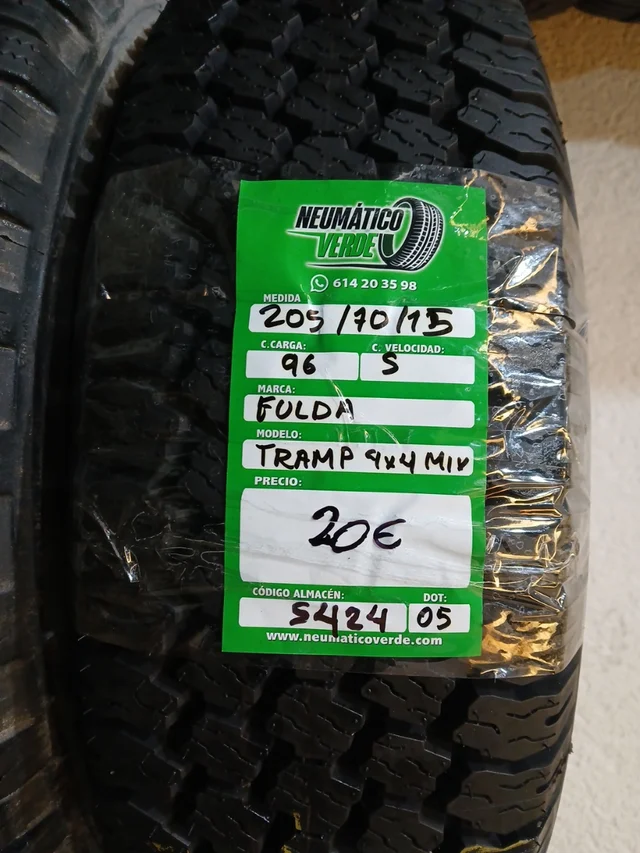 NEUMÁTICO
VERDE
614 20 35 98
MEDIDA
205/70/15
C.CARGA: C. VELOCIDAD:
96 S
MARCA:
FULDA
MODELO:
TRAMP 4x4 MIX
PRECIO:
20€
CÓDIGO ALMACÉN: DOT:
S424 05
www.neumaticoverde.com